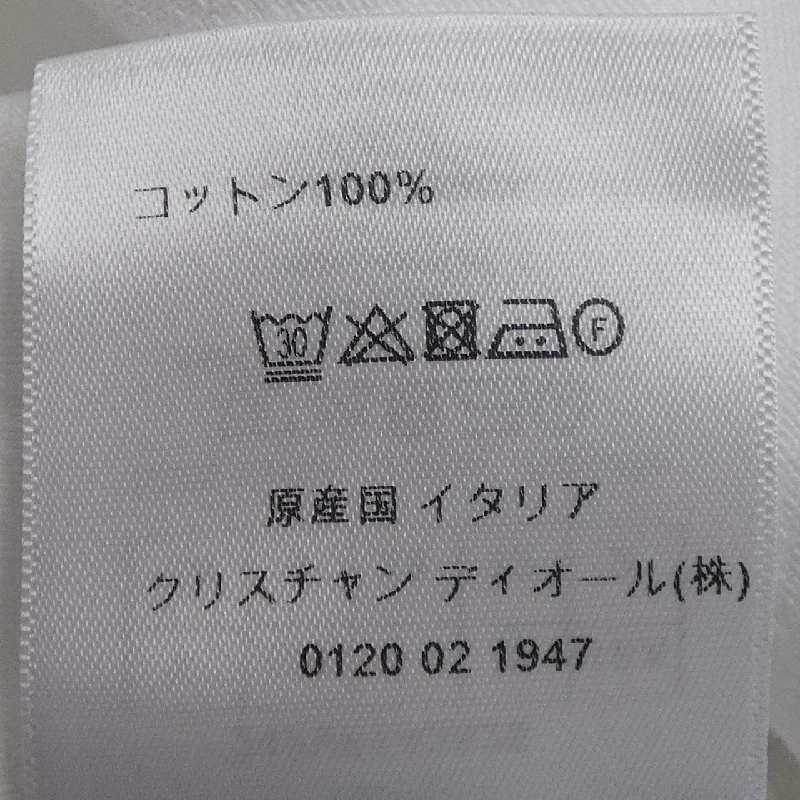 コットン100%
30 F
原産国 イタリア
クリスチャン ディオール(株)
0120 02 1947